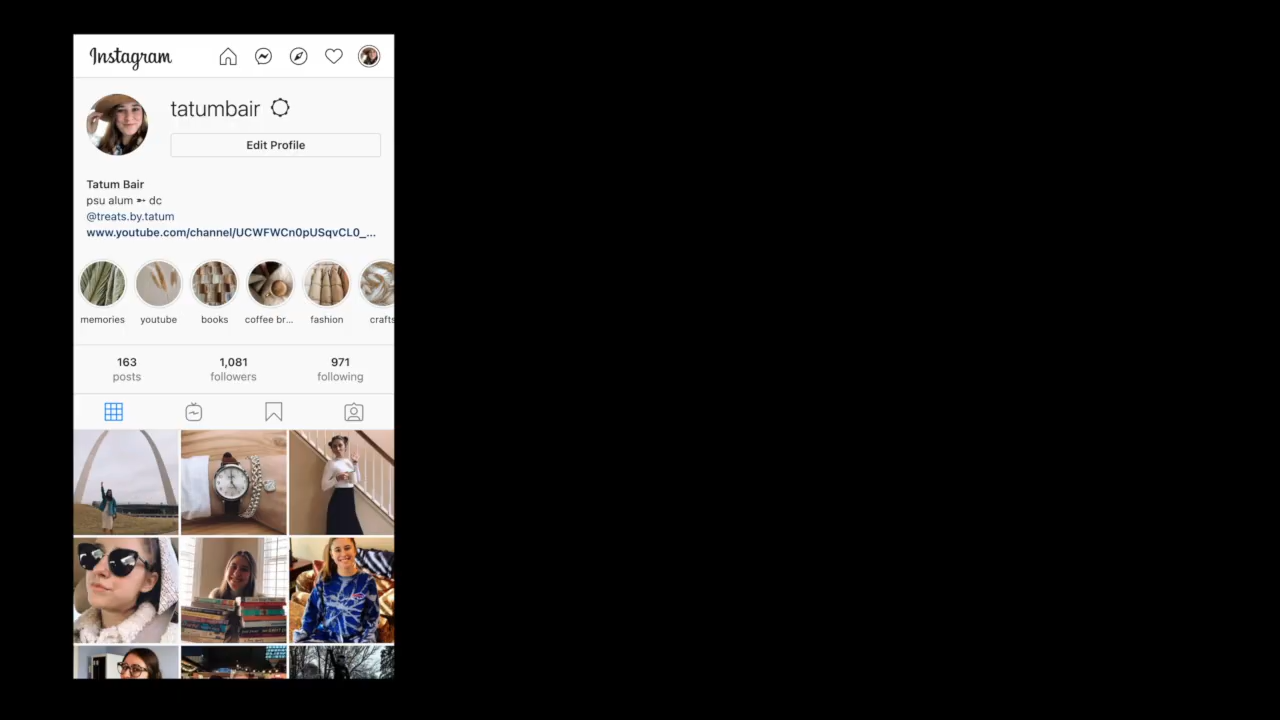 Instagram
tatumbair
Edit Profile
Tatum Bair
psu alum ➵ dc
@treats.by.tatum
www.youtube.com/channel/UCWFWCn0pUSqvCL0_...
memories youtube books coffee br... fashion crafts
163 1,081 971
posts followers following